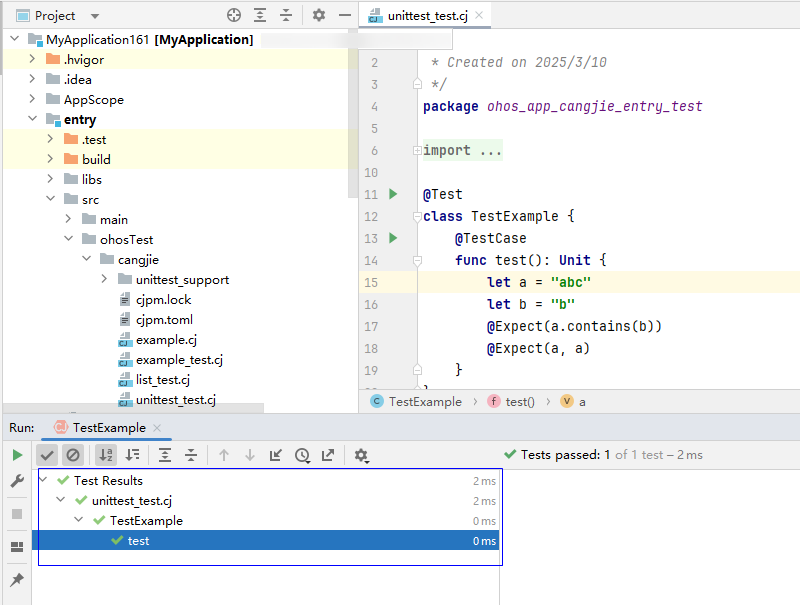 Project
MyApplication161 [MyApplication]
.hvigor
.idea
AppScope
entry
.test
build
libs
src
main
ohosTest
cangjie
unittest_support
cjpm.lock
cjpm.toml
example.cj
example_test.cj
list_test.cj
unittest_test.cj
unittest_test.cj
2 * Created on 2025/3/10
3 */
4 package ohos_app_cangjie_entry_test
5
6 import ...
10
11 @Test
12 class TestExample {
13 @TestCase
14 func test(): Unit {
15 let a = "abc"
16 let b = "b"
17 @Expect(a.contains(b))
18 @Expect(a, a)
19 }
TestExample > test() > a
Run: TestExample
Tests passed: 1 of 1 test – 2 ms
Test Results 2 ms
unittest_test.cj 2 ms
TestExample 0 ms
test 0 ms